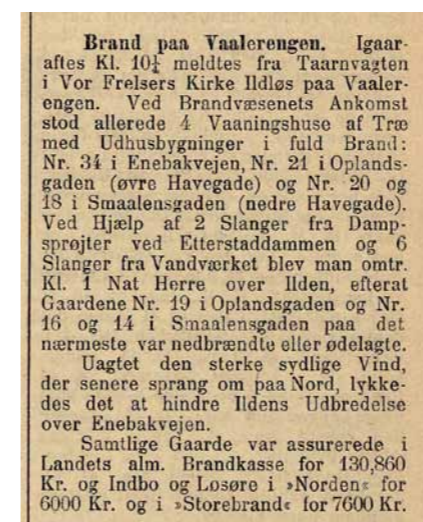 Brand paa Vaalerengen. Igaar-
aftes Kl. 10¼ meldtes fra Taarnvagten
i Vor Frelsers Kirke Ildløs paa Vaaler-
engen. Ved Brandvæsenets Ankomst
stod allerede 4 Vaaningshuse af Træ
med Udhusbygninger i fuld Brand:
Nr. 34 i Enebakvejen, Nr. 21 i Oplands-
gaden (øvre Havegade) og Nr. 20 og
18 i Smaalensgaden (nedre Havegade).
Ved Hjælp af 2 Slanger fra Damp-
sprøjter ved Etterstaddammen og 6
Slanger fra Vandværket blev man omtr.
Kl. 1 Nat Herre over Ilden, efterat
Gaardene Nr. 19 i Oplandsgaden og Nr.
16 og 14 i Smaalensgaden paa det
nærmeste var nedbrændte eller ødelagte.
Uagtet den sterke sydlige Vind,
der senere sprang om paa Nord, lykke-
des det at hindre Ildens Udbredelse
over Enebakvejen.
Samtlige Gaarde var assurerede i
Landets alm. Brandkasse for 130,860
Kr. og Indbo og Løsøre i »Norden« for
6000 Kr. og i »Storebrand« for 7600 Kr.